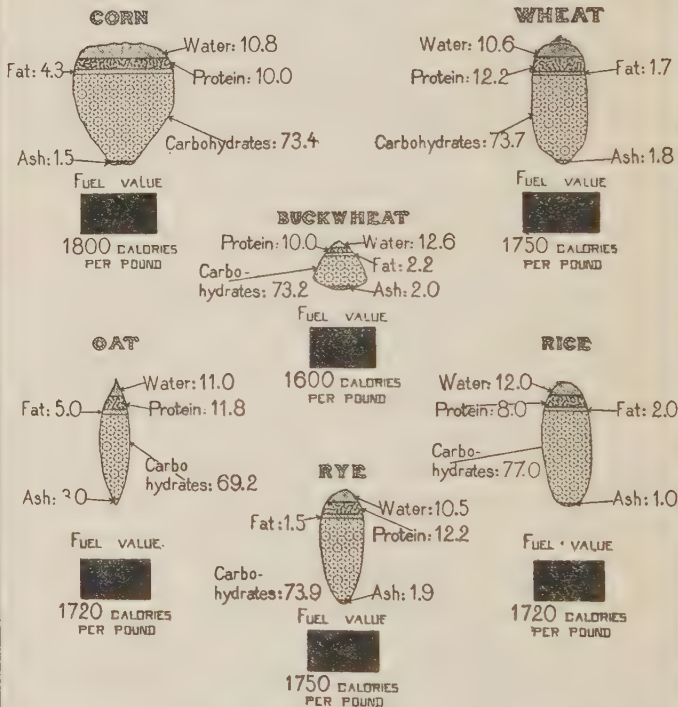 CORN
Water: 10.8
Fat: 4.3
Protein: 10.0
Carbohydrates: 73.4
Ash: 1.5
FUEL VALUE
1800 CALORIES
PER POUND
WHEAT
Water: 10.6
Fat: 1.7
Protein: 12.2
Carbohydrates: 73.7
Ash: 1.8
FUEL VALUE
1750 CALORIES
PER POUND
BUCKWHEAT
Protein: 10.0
Water: 12.6
Fat: 2.2
Carbo-
hydrates: 73.2
Ash: 2.0
FUEL VALUE
1600 CALORIES
PER POUND
OAT
Water: 11.0
Fat: 5.0
Protein: 11.8
Carbo
hydrates: 69.2
Ash: 3.0
FUEL VALUE.
1720 CALORIES
PER POUND
RICE
Water: 12.0
Protein: 8.0
Fat: 2.0
Carbo-
hydrates: 77.0
Ash: 1.0
FUEL VALUE
1720 CALORIES
PER POUND
RYE
Water: 10.5
Fat: 1.5
Protein: 12.2
Carbo-
hydrates: 73.9
Ash: 1.9
FUEL VALUE
1750 CALORIES
PER POUND